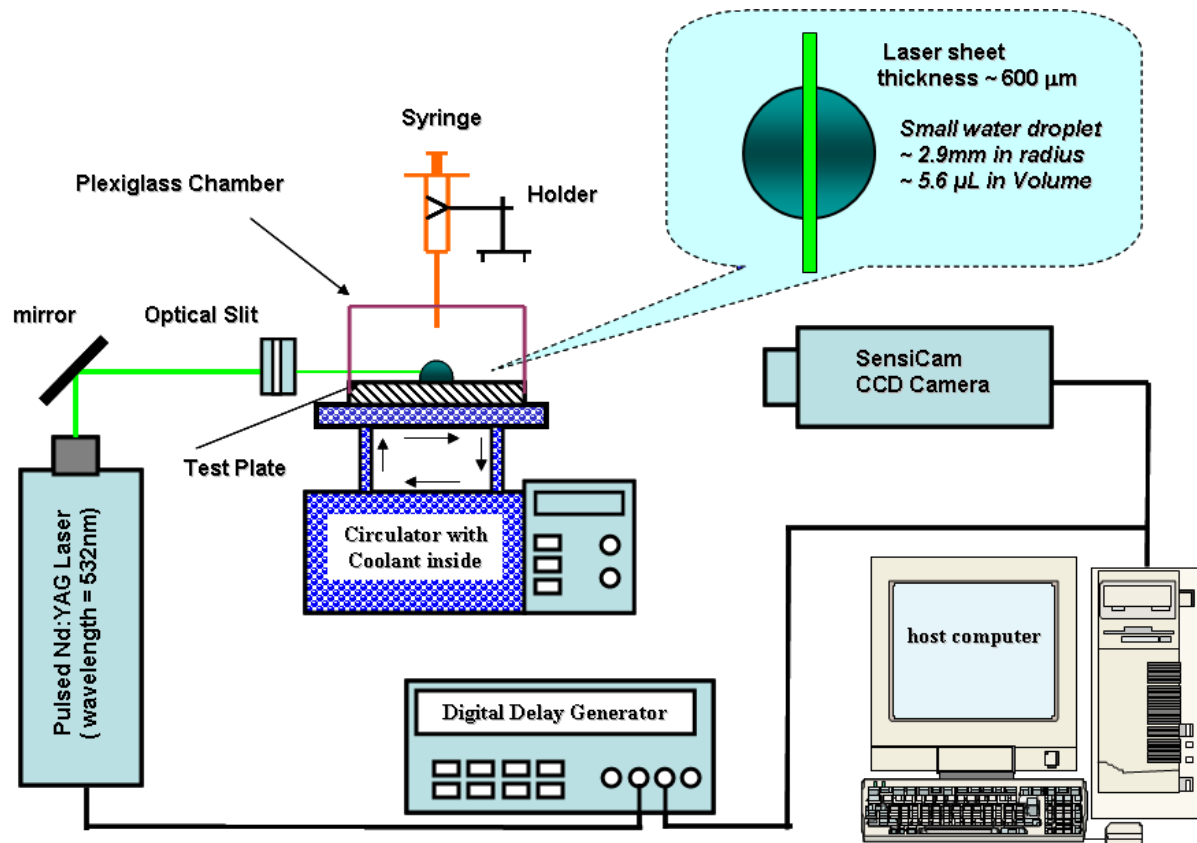 Laser sheet
thickness ~ 600 µm
Small water droplet
~ 2.9mm in radius
~ 5.6 µL in Volume
Syringe
Plexiglass Chamber
Holder
mirror
Optical Slit
SensiCam
CCD Camera
Test Plate
Circulator with
Coolant inside
Pulsed Nd:YAG Laser
( wavelength = 532nm)
host computer
Digital Delay Generator